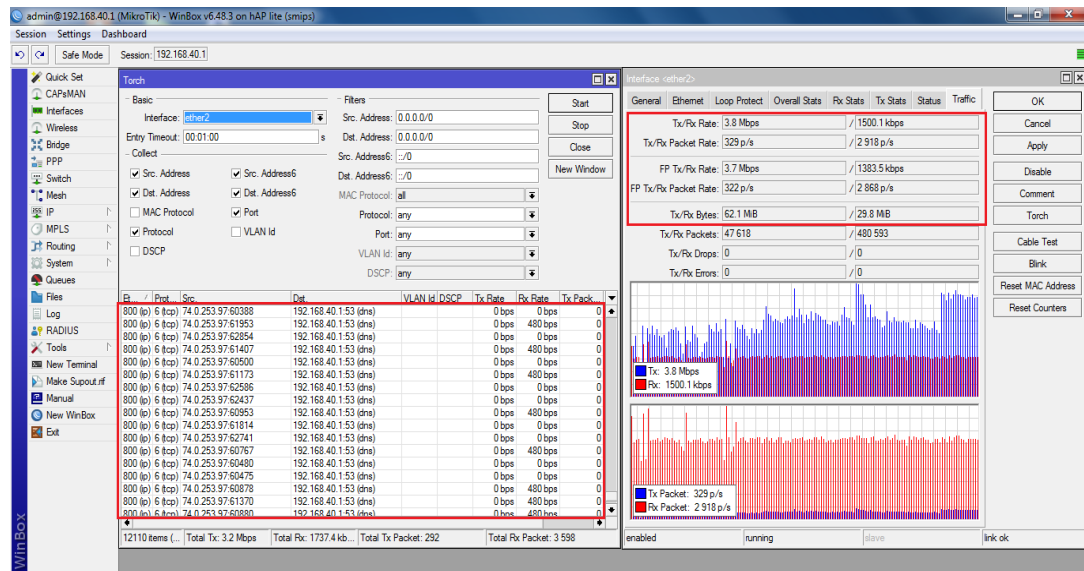 admin@192.168.40.1 (MikroTik) - WinBox v6.48.3 on hAP lite (smips)
Session Settings Dashboard
Safe Mode Session: 192.168.40.1
Quick Set
CAPsMAN
Interfaces
Wireless
Bridge
PPP
Switch
Mesh
IP
MPLS
Routing
System
Queues
Files
Log
RADIUS
Tools
New Terminal
Make Supout.rif
Manual
New WinBox
Exit
WinBox
Torch
Basic
Interface: ether2
Entry Timeout: 00:01:00 s
Collect
Src. Address Src. Address6
Dst. Address Dst. Address6
MAC Protocol Port
Protocol VLAN Id
DSCP
Filters
Src. Address: 0.0.0.0/0
Dst. Address: 0.0.0.0/0
Src. Address6: ::/0
Dst. Address6: ::/0
MAC Protocol: all
Protocol: any
Port: any
VLAN Id: any
DSCP: any
Start
Stop
Close
New Window
Et... / Prot... Src. Dst. VLAN Id DSCP Tx Rate Rx Rate Tx Pack...
800 (ip) 6 (tcp) 74.0.253.97:60388 192.168.40.1:53 (dns) 0 bps 0 bps 0
800 (ip) 6 (tcp) 74.0.253.97:61953 192.168.40.1:53 (dns) 0 bps 480 bps 0
800 (ip) 6 (tcp) 74.0.253.97:62854 192.168.40.1:53 (dns) 0 bps 0 bps 0
800 (ip) 6 (tcp) 74.0.253.97:61407 192.168.40.1:53 (dns) 0 bps 480 bps 0
800 (ip) 6 (tcp) 74.0.253.97:60500 192.168.40.1:53 (dns) 0 bps 0 bps 0
800 (ip) 6 (tcp) 74.0.253.97:61173 192.168.40.1:53 (dns) 0 bps 480 bps 0
800 (ip) 6 (tcp) 74.0.253.97:62586 192.168.40.1:53 (dns) 0 bps 0 bps 0
800 (ip) 6 (tcp) 74.0.253.97:62437 192.168.40.1:53 (dns) 0 bps 0 bps 0
800 (ip) 6 (tcp) 74.0.253.97:60953 192.168.40.1:53 (dns) 0 bps 480 bps 0
800 (ip) 6 (tcp) 74.0.253.97:61814 192.168.40.1:53 (dns) 0 bps 0 bps 0
800 (ip) 6 (tcp) 74.0.253.97:62741 192.168.40.1:53 (dns) 0 bps 0 bps 0
800 (ip) 6 (tcp) 74.0.253.97:60767 192.168.40.1:53 (dns) 0 bps 480 bps 0
800 (ip) 6 (tcp) 74.0.253.97:60480 192.168.40.1:53 (dns) 0 bps 0 bps 0
800 (ip) 6 (tcp) 74.0.253.97:60475 192.168.40.1:53 (dns) 0 bps 0 bps 0
800 (ip) 6 (tcp) 74.0.253.97:60878 192.168.40.1:53 (dns) 0 bps 480 bps 0
800 (ip) 6 (tcp) 74.0.253.97:61370 192.168.40.1:53 (dns) 0 bps 480 bps 0
800 (ip) 6 (tcp) 74.0.253.97:60880 192.168.40.1:53 (dns) 0 bps 480 bps 0
12110 items (... Total Tx: 3.2 Mbps Total Rx: 1737.4 kb... Total Tx Packet: 292 Total Rx Packet: 3 598
Interface <ether2>
General Ethernet Loop Protect Overall Stats Rx Stats Tx Stats Status Traffic
Tx/Rx Rate: 3.8 Mbps / 1500.1 kbps
Tx/Rx Packet Rate: 329 p/s / 2 918 p/s
FP Tx/Rx Rate: 3.7 Mbps / 1383.5 kbps
FP Tx/Rx Packet Rate: 322 p/s / 2 868 p/s
Tx/Rx Bytes: 62.1 MiB / 29.8 MiB
Tx/Rx Packets: 47 618 / 480 593
Tx/Rx Drops: 0 / 0
Tx/Rx Errors: 0 / 0
Tx: 3.8 Mbps
Rx: 1500.1 kbps
Tx Packet: 329 p/s
Rx Packet: 2 918 p/s
OK
Cancel
Apply
Disable
Comment
Torch
Cable Test
Blink
Reset MAC Address
Reset Counters
enabled running slave link ok